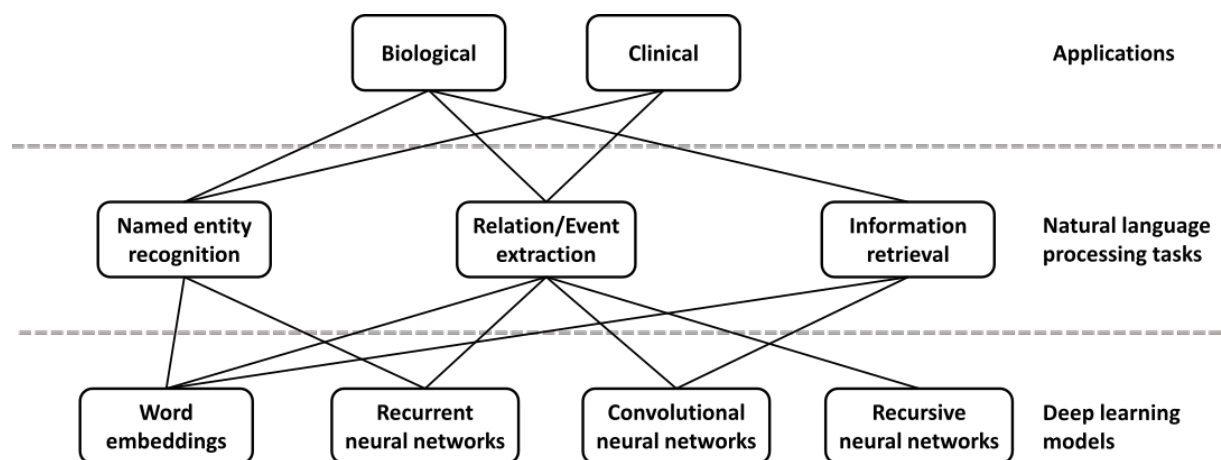 Biological
Clinical
Applications
Named entity
recognition
Relation/Event
extraction
Information
retrieval
Natural language
processing tasks
Word
embeddings
Recurrent
neural networks
Convolutional
neural networks
Recursive
neural networks
Deep learning
models